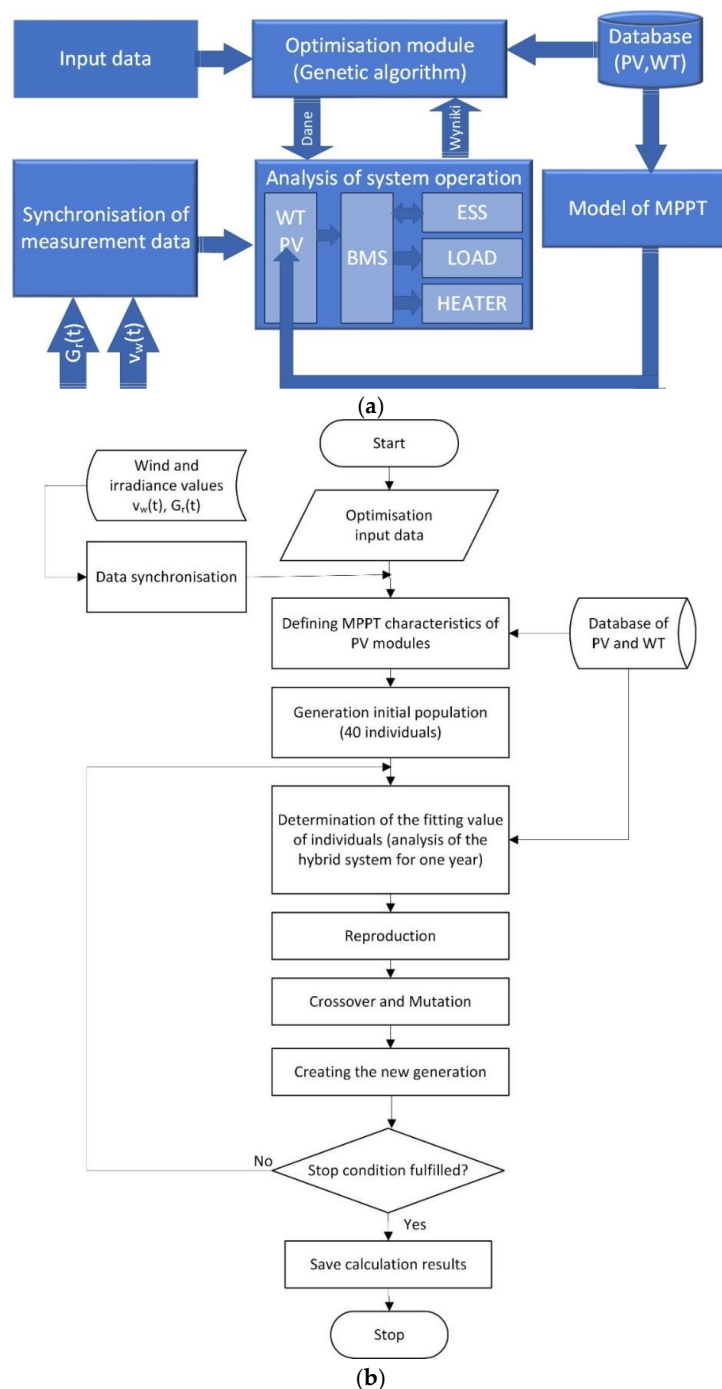 Input data
Optimisation module
(Genetic algorithm)
Database
(PV,WT)
Dane
Wyniki
Synchronisation of
measurement data
Analysis of system operation
WT
PV
BMS
ESS
LOAD
HEATER
Model of MPPT
Gr(t)
vw(t)
(a)
Start
Wind and
irradiance values
vw(t), Gr(t)
Optimisation
input data
Data synchronisation
Defining MPPT characteristics of
PV modules
Database of
PV and WT
Generation initial population
(40 individuals)
Determination of the fitting value
of individuals (analysis of the
hybrid system for one year)
Reproduction
Crossover and Mutation
Creating the new generation
No
Stop condition fulfilled?
Yes
Save calculation results
Stop
(b)